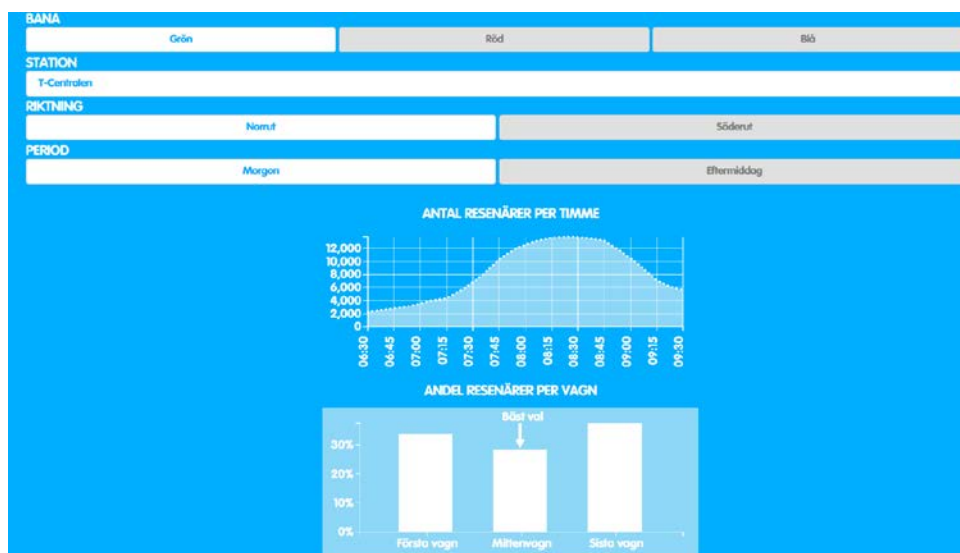 BANA
Grön Röd Blå
STATION
T-Centralen
RIKTNING
Norrut Söderut
PERIOD
Morgon Eftermiddag
ANTAL RESENÄRER PER TIMME
12,000
10,000
8,000
6,000
4,000
2,000
0
06:30 06:45 07:00 07:15 07:30 07:45 08:00 08:15 08:30 08:45 09:00 09:15 09:30
ANDEL RESENÄRER PER VAGN
Bäst val
30%
20%
10%
0%
Första vagn Mittenvagn Sista vagn